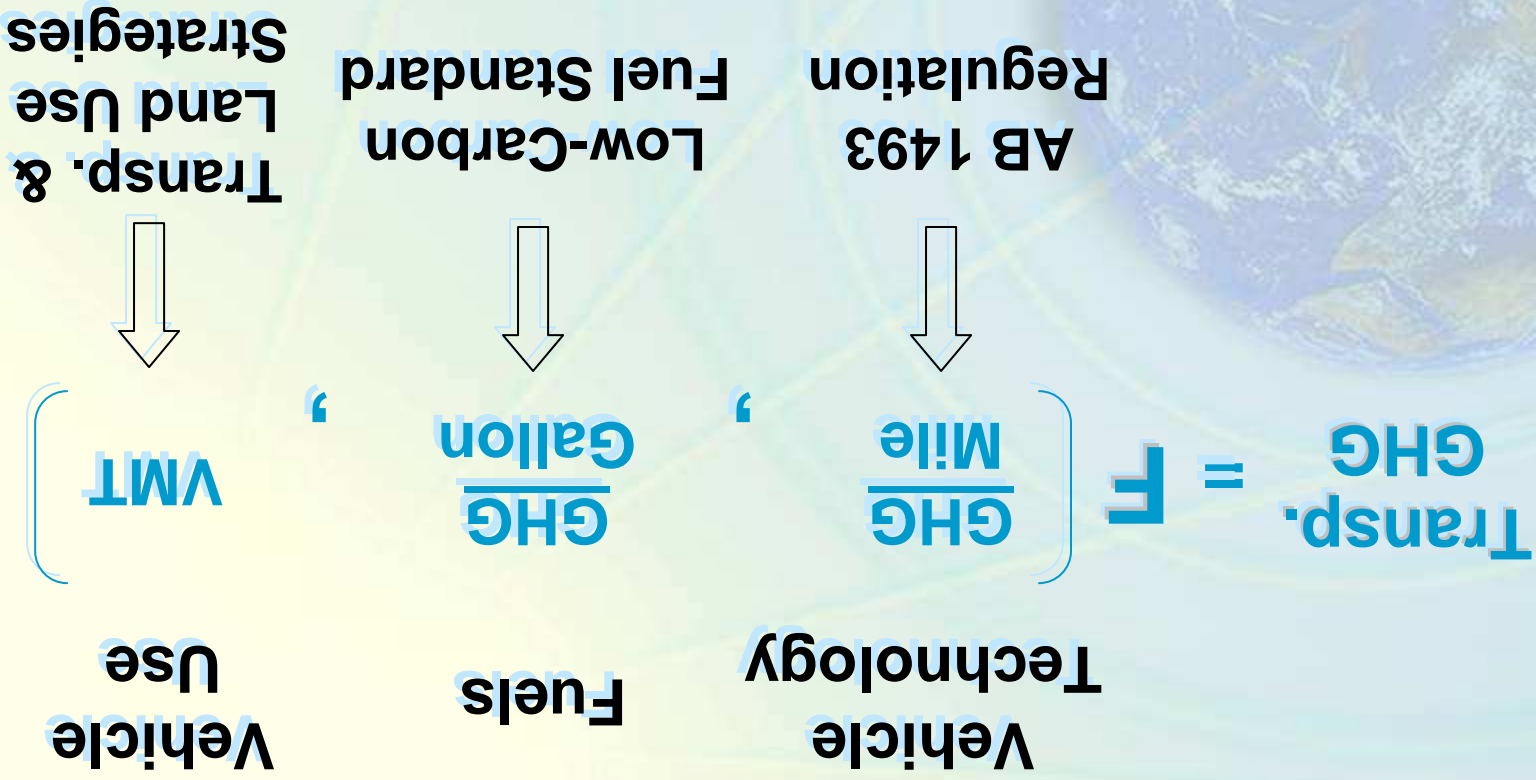 Vehicle
Technology
Fuels
Vehicle
Use
Transp.
GHG
=
F
(
GHG
Mile
,
GHG
Gallon
,
VMT
)
AB 1493
Regulation
Low-Carbon
Fuel Standard
Transp. &
Land Use
Strategies